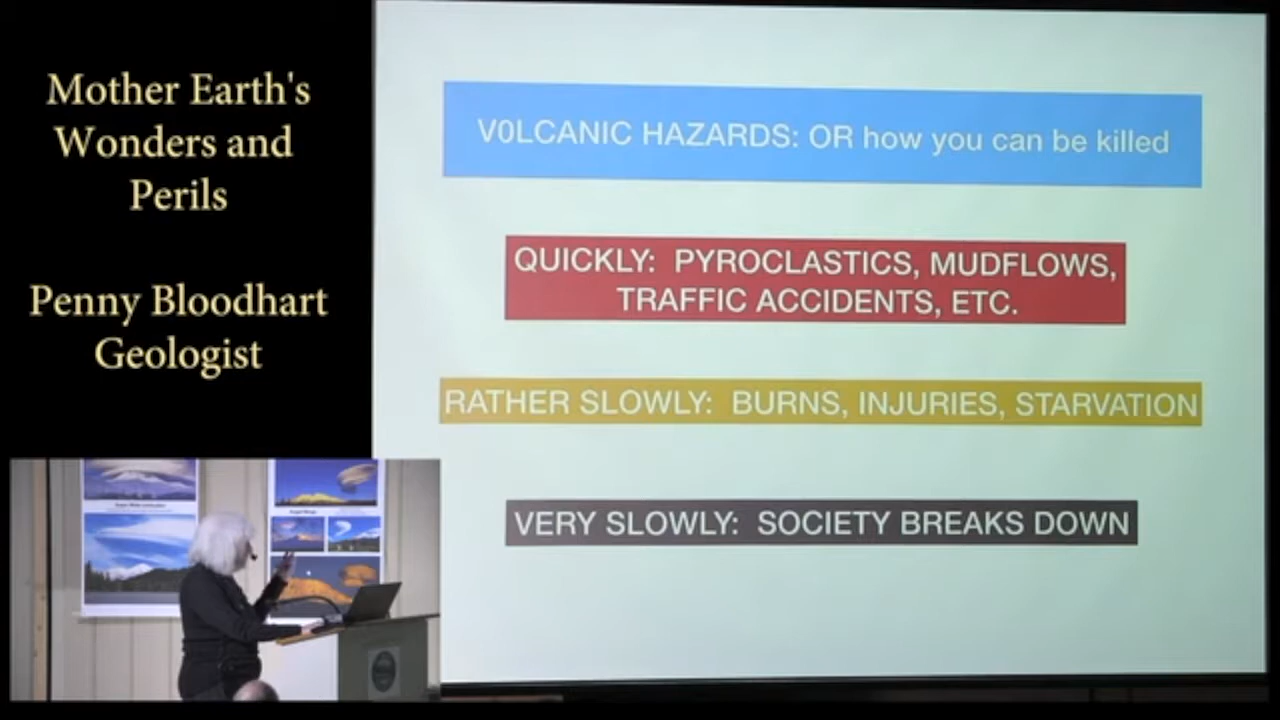 Mother Earth's
Wonders and
Perils
Penny Bloodhart
Geologist
V0LCANIC HAZARDS: OR how you can be killed
QUICKLY: PYROCLASTICS, MUDFLOWS,
TRAFFIC ACCIDENTS, ETC.
RATHER SLOWLY: BURNS, INJURIES, STARVATION
VERY SLOWLY: SOCIETY BREAKS DOWN